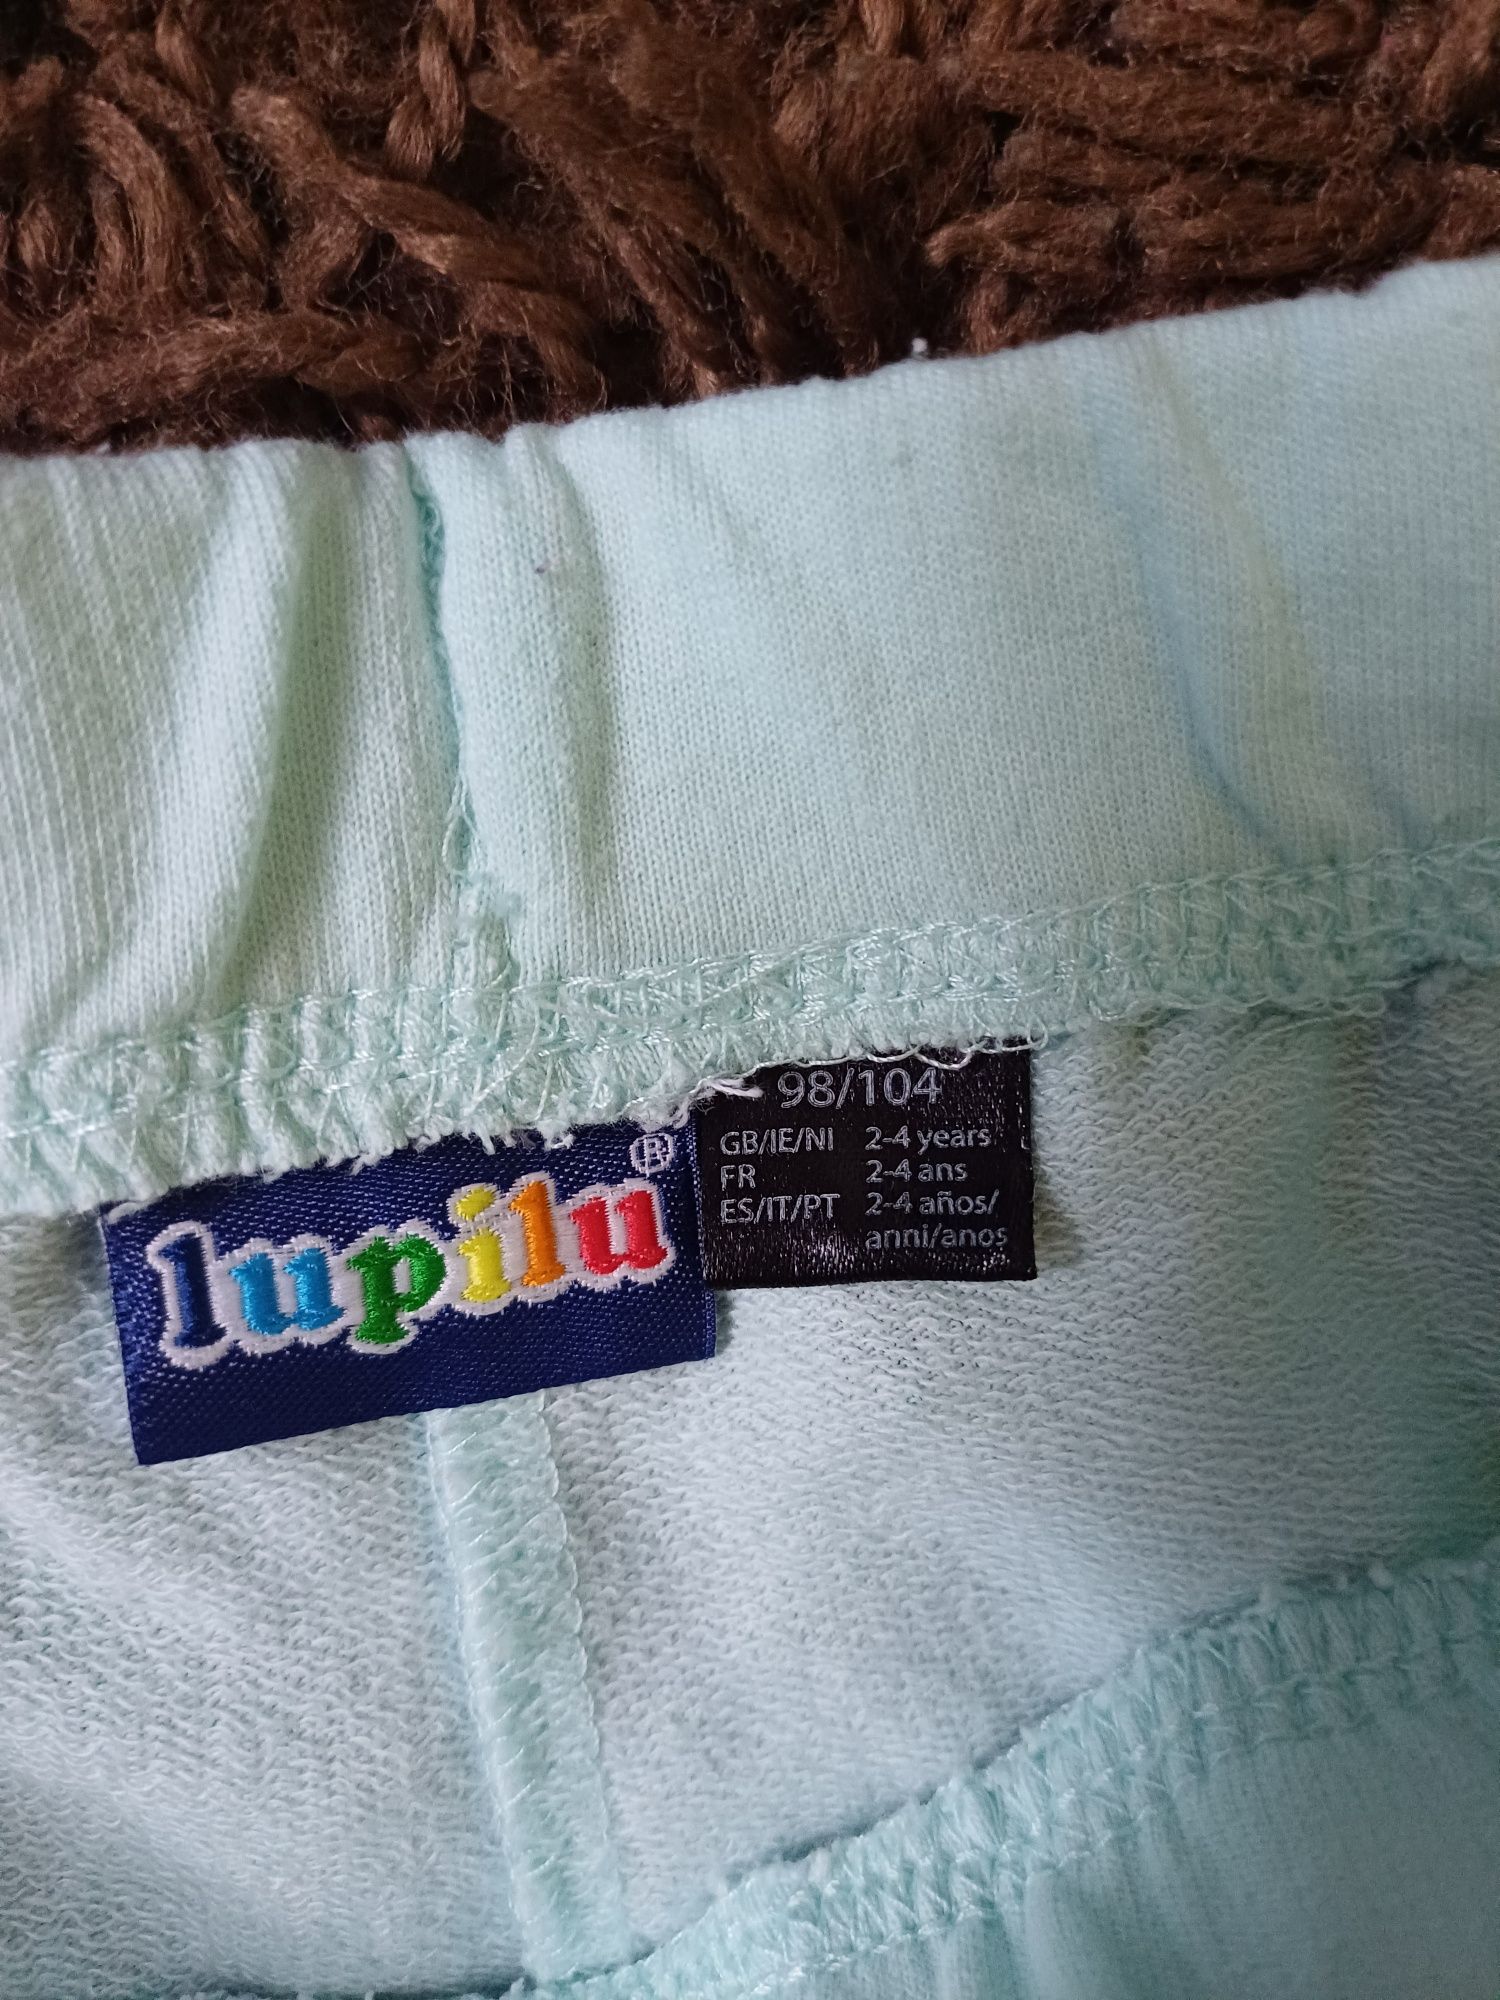 lupilu®
98/104
GB/IE/NI 2-4 years
FR 2-4 ans
ES/IT/PT 2-4 años/
anni/anos